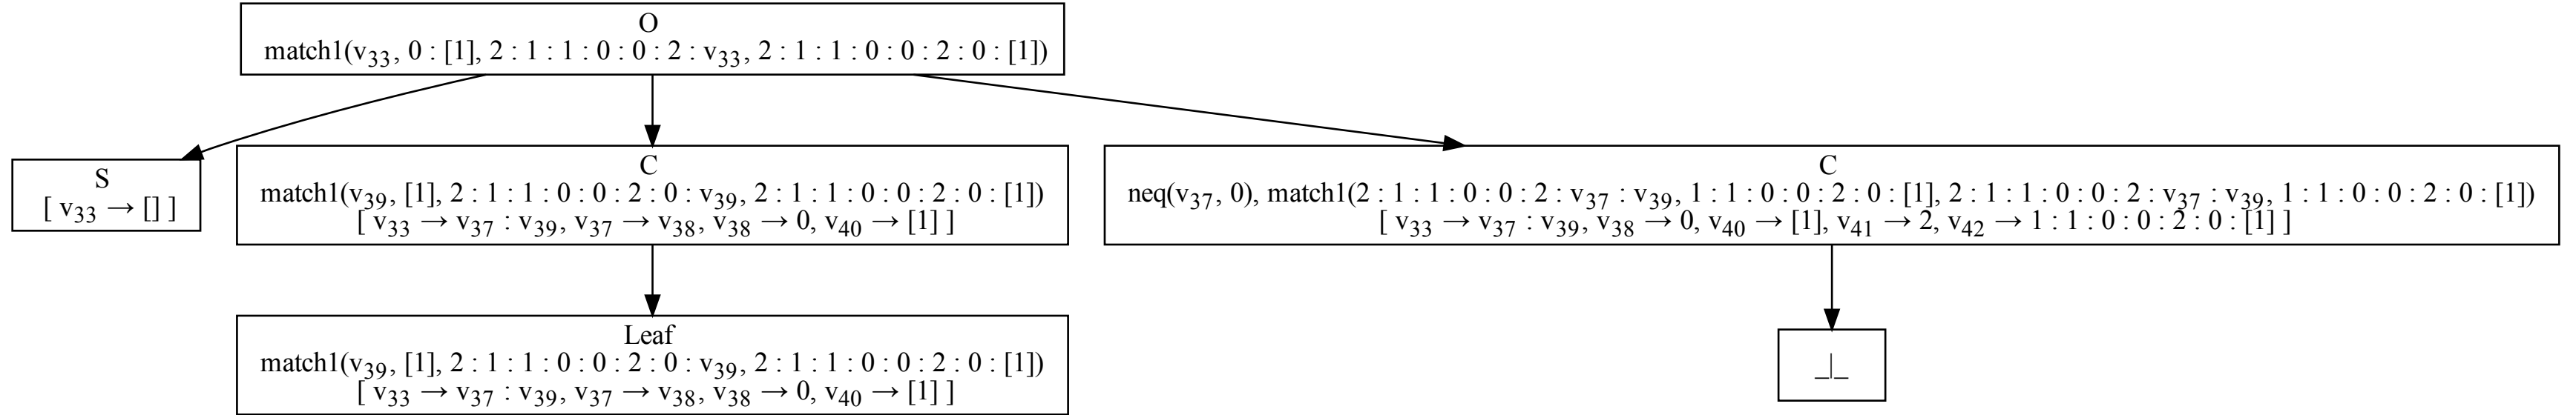 O
match1(v33, 0 : [1], 2 : 1 : 1 : 0 : 0 : 2 : v33, 2 : 1 : 1 : 0 : 0 : 2 : 0 : [1])
S
[ v33 → [] ]
C
match1(v39, [1], 2 : 1 : 1 : 0 : 0 : 2 : 0 : v39, 2 : 1 : 1 : 0 : 0 : 2 : 0 : [1])
[ v33 → v37 : v39, v37 → v38, v38 → 0, v40 → [1] ]
C
neq(v37, 0), match1(2 : 1 : 1 : 0 : 0 : 2 : v37 : v39, 1 : 1 : 0 : 0 : 2 : 0 : [1], 2 : 1 : 1 : 0 : 0 : 2 : v37 : v39, 1 : 1 : 0 : 0 : 2 : 0 : [1])
[ v33 → v37 : v39, v38 → 0, v40 → [1], v41 → 2, v42 → 1 : 1 : 0 : 0 : 2 : 0 : [1] ]
Leaf
match1(v39, [1], 2 : 1 : 1 : 0 : 0 : 2 : 0 : v39, 2 : 1 : 1 : 0 : 0 : 2 : 0 : [1])
[ v33 → v37 : v39, v37 → v38, v38 → 0, v40 → [1] ]
_|_